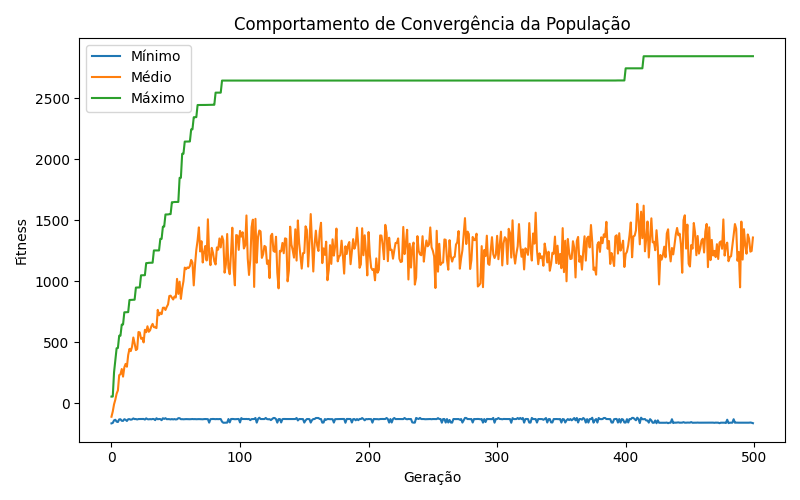 Comportamento de Convergência da População
Mínimo
Médio
Máximo
Fitness
2500
2000
1500
1000
500
0
0 100 200 300 400 500
Geração